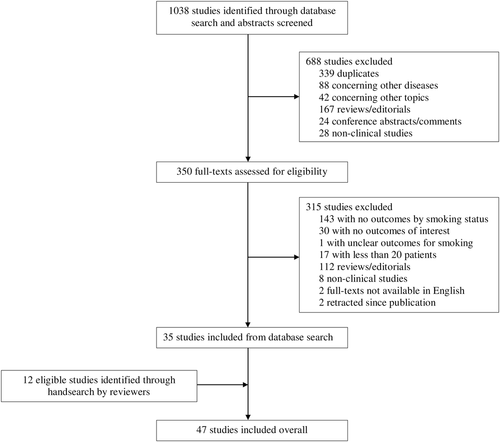 1038 studies identified through database
search and abstracts screened
688 studies excluded
339 duplicates
88 concerning other diseases
42 concerning other topics
167 reviews/editorials
24 conference abstracts/comments
28 non-clinical studies
350 full-texts assessed for eligibility
315 studies excluded
143 with no outcomes by smoking status
30 with no outcomes of interest
1 with unclear outcomes for smoking
17 with less than 20 patients
112 reviews/editorials
8 non-clinical studies
2 full-texts not available in English
2 retracted since publication
35 studies included from database search
12 eligible studies identified through
handsearch by reviewers
47 studies included overall